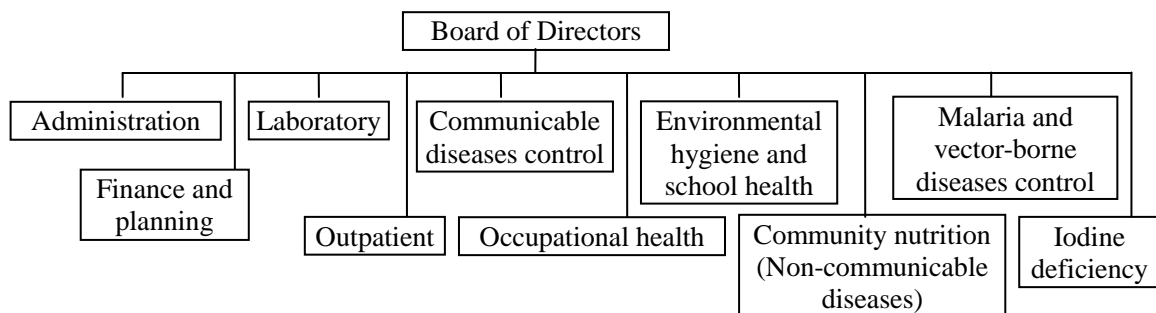 Board of Directors
Administration
Laboratory
Communicable
diseases control
Environmental
hygiene and
school health
Malaria and
vector-borne
diseases control
Finance and
planning
Outpatient
Occupational health
Community nutrition
(Non-communicable
diseases)
Iodine
deficiency